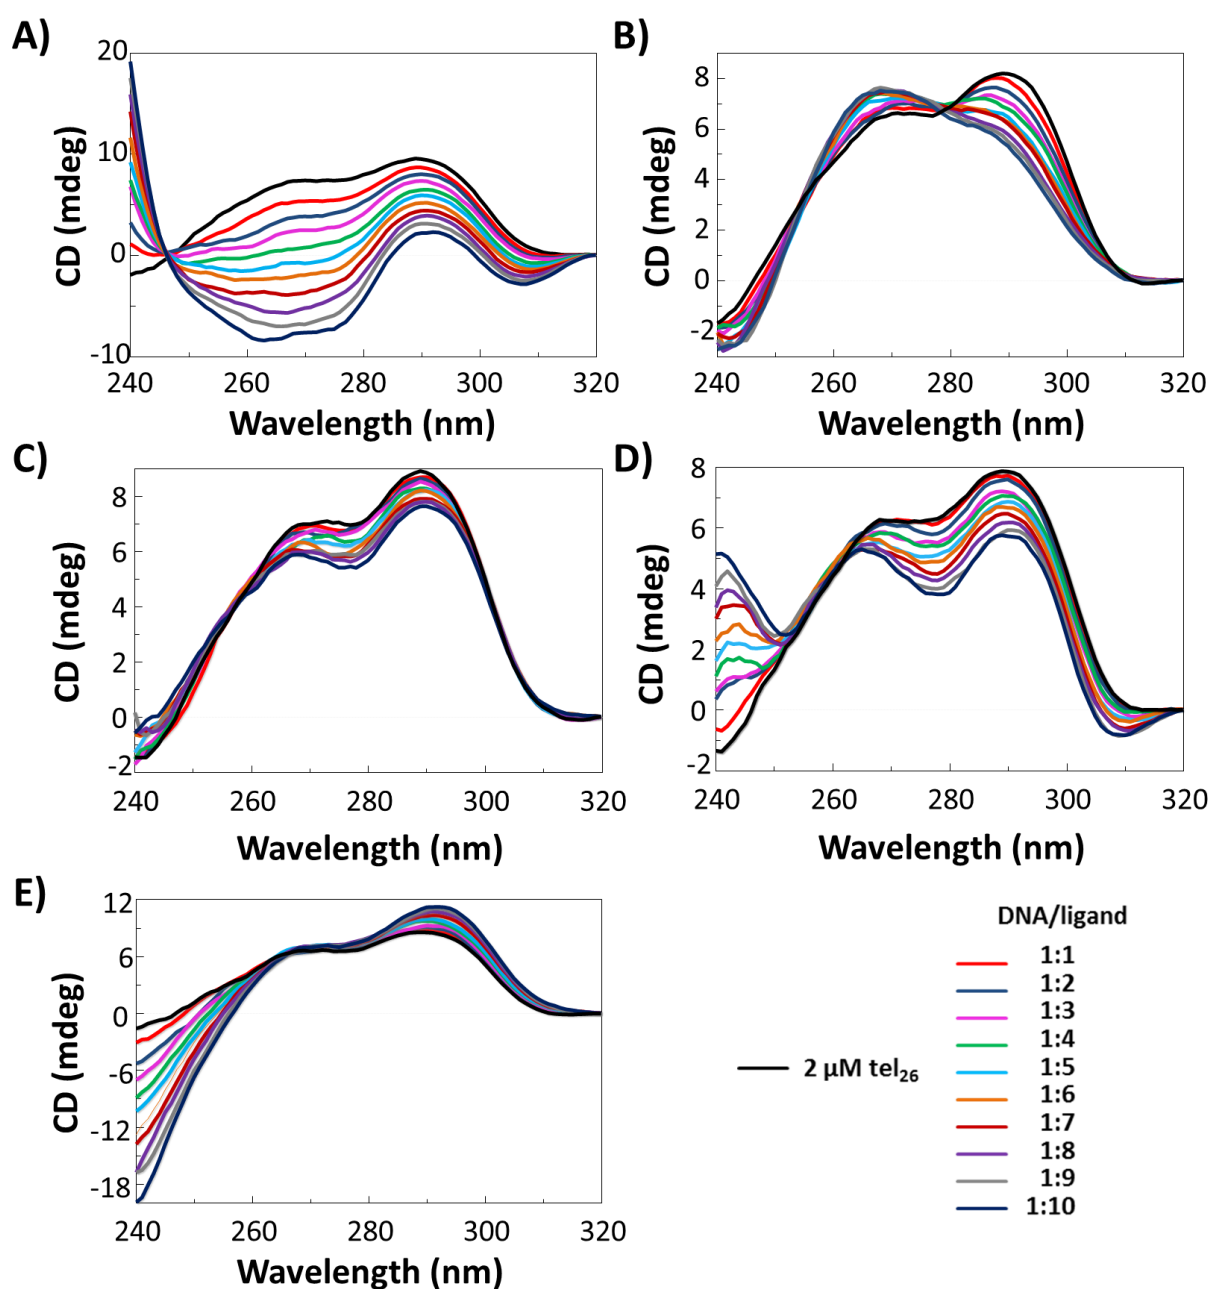 A)
20
10
0
-10
CD (mdeg)
240 260 280 300 320
Wavelength (nm)
B)
8
6
4
2
0
-2
CD (mdeg)
240 260 280 300 320
Wavelength (nm)
C)
8
6
4
2
0
-2
CD (mdeg)
240 260 280 300 320
Wavelength (nm)
D)
8
6
4
2
0
-2
CD (mdeg)
240 260 280 300 320
Wavelength (nm)
E)
12
6
0
-6
-12
-18
CD (mdeg)
240 260 280 300 320
Wavelength (nm)
2 µM tel₂₆
DNA/ligand
1:1
1:2
1:3
1:4
1:5
1:6
1:7
1:8
1:9
1:10